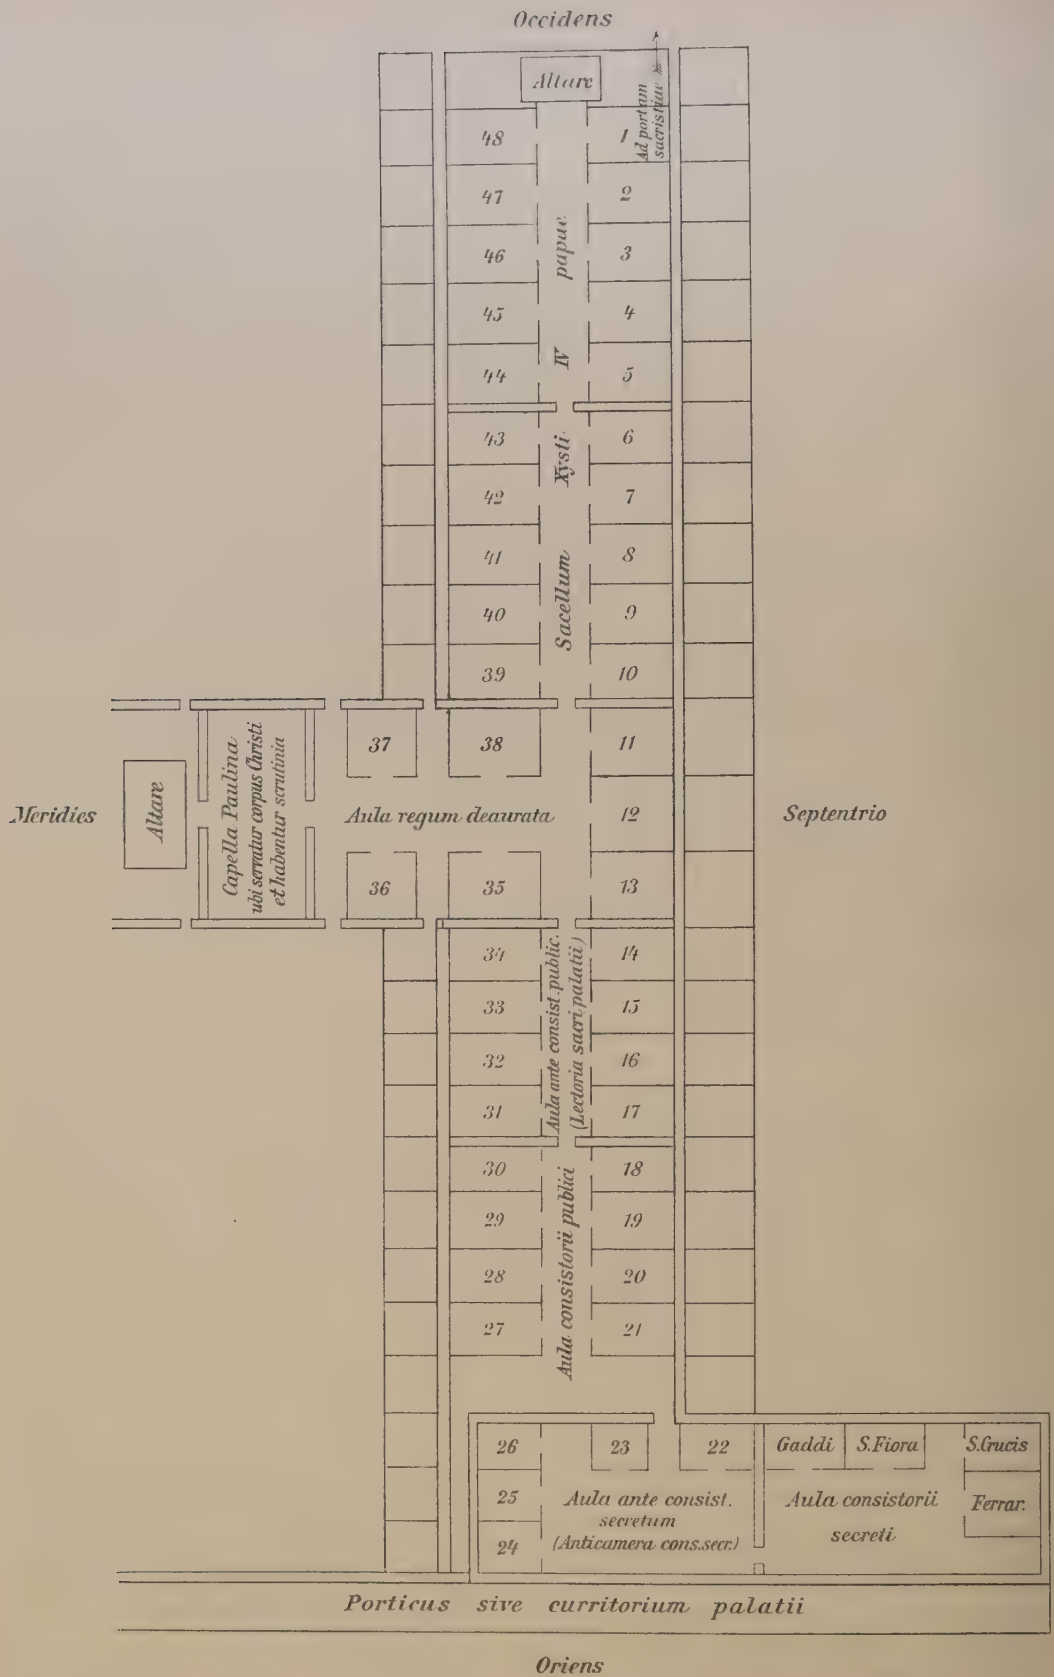 Occidens
Altare
Ad portam
sacristiae
48
1
47
2
46
3
45
4
44
5
43
6
42
7
41
8
40
9
39
10
Sacellum Xysti IV papae
37
38
11
Meridies
Altare
Capella Paulina
ubi servatur corpus Christi
et habentur scrutinia
Aula regum deaurata
12
Septentrio
36
35
13
34
14
33
15
32
16
31
17
Aula ante consist. public.
(Lectoria sacri palatii)
30
18
29
19
28
20
27
21
Aula consistorii publici
26
23
22
Gaddi
S. Fiora
S. Crucis
25
Aula ante consist.
secretum
(Anticamera cons. secr.)
24
Aula consistorii
secreti
Ferrar.
Porticus sive curritorium palatii
Oriens